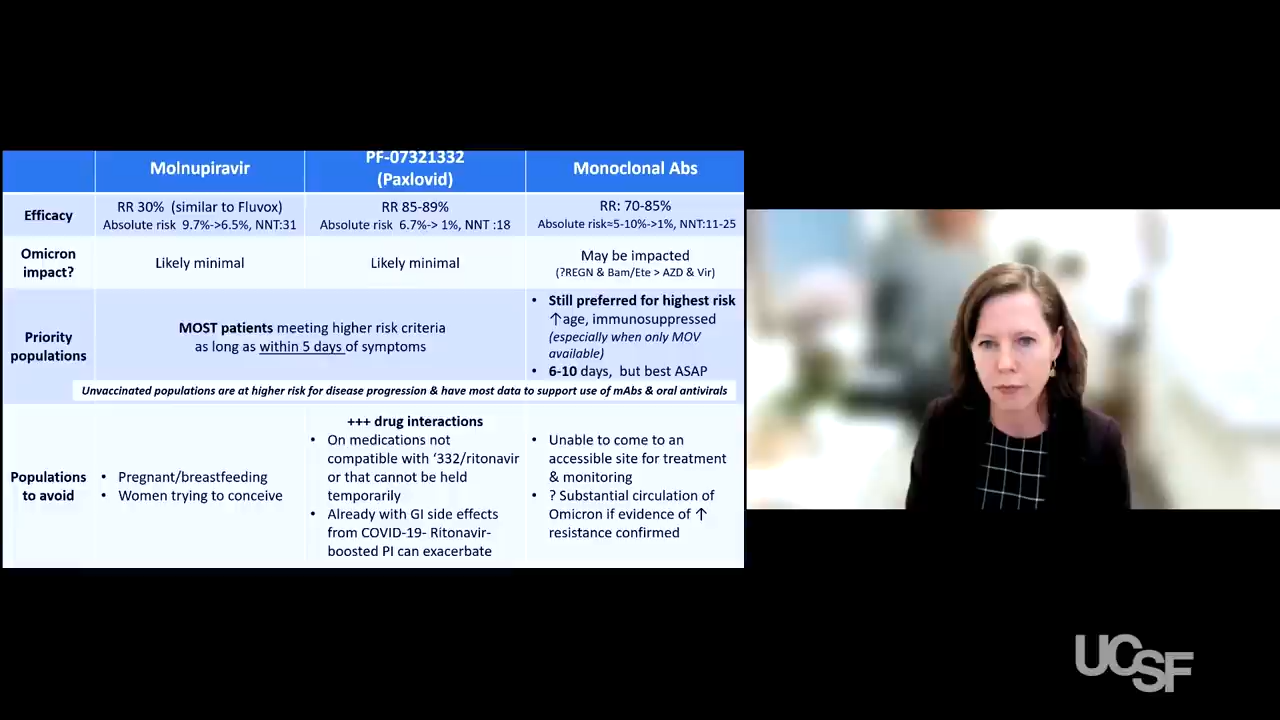 Molnupiravir
PF-07321332
(Paxlovid)
Monoclonal Abs
Efficacy
RR 30% (similar to Fluvox)
Absolute risk 9.7%->6.5%, NNT:31
RR 85-89%
Absolute risk 6.7%-> 1%, NNT :18
RR: 70-85%
Absolute risk≈5-10%->1%, NNT:11-25
Omicron
impact?
Likely minimal
Likely minimal
May be impacted
(?REGN & Bam/Ete > AZD & Vir)
Priority
populations
MOST patients meeting higher risk criteria
as long as within 5 days of symptoms
• Still preferred for highest risk
↑age, immunosuppressed
(especially when only MOV
available)
• 6-10 days, but best ASAP
Unvaccinated populations are at higher risk for disease progression & have most data to support use of mAbs & oral antivirals
Populations
to avoid
• Pregnant/breastfeeding
• Women trying to conceive
+++ drug interactions
• On medications not
compatible with ‘332/ritonavir
or that cannot be held
temporarily
• Already with GI side effects
from COVID-19- Ritonavir-
boosted PI can exacerbate
• Unable to come to an
accessible site for treatment
& monitoring
• ? Substantial circulation of
Omicron if evidence of ↑
resistance confirmed
UCSF